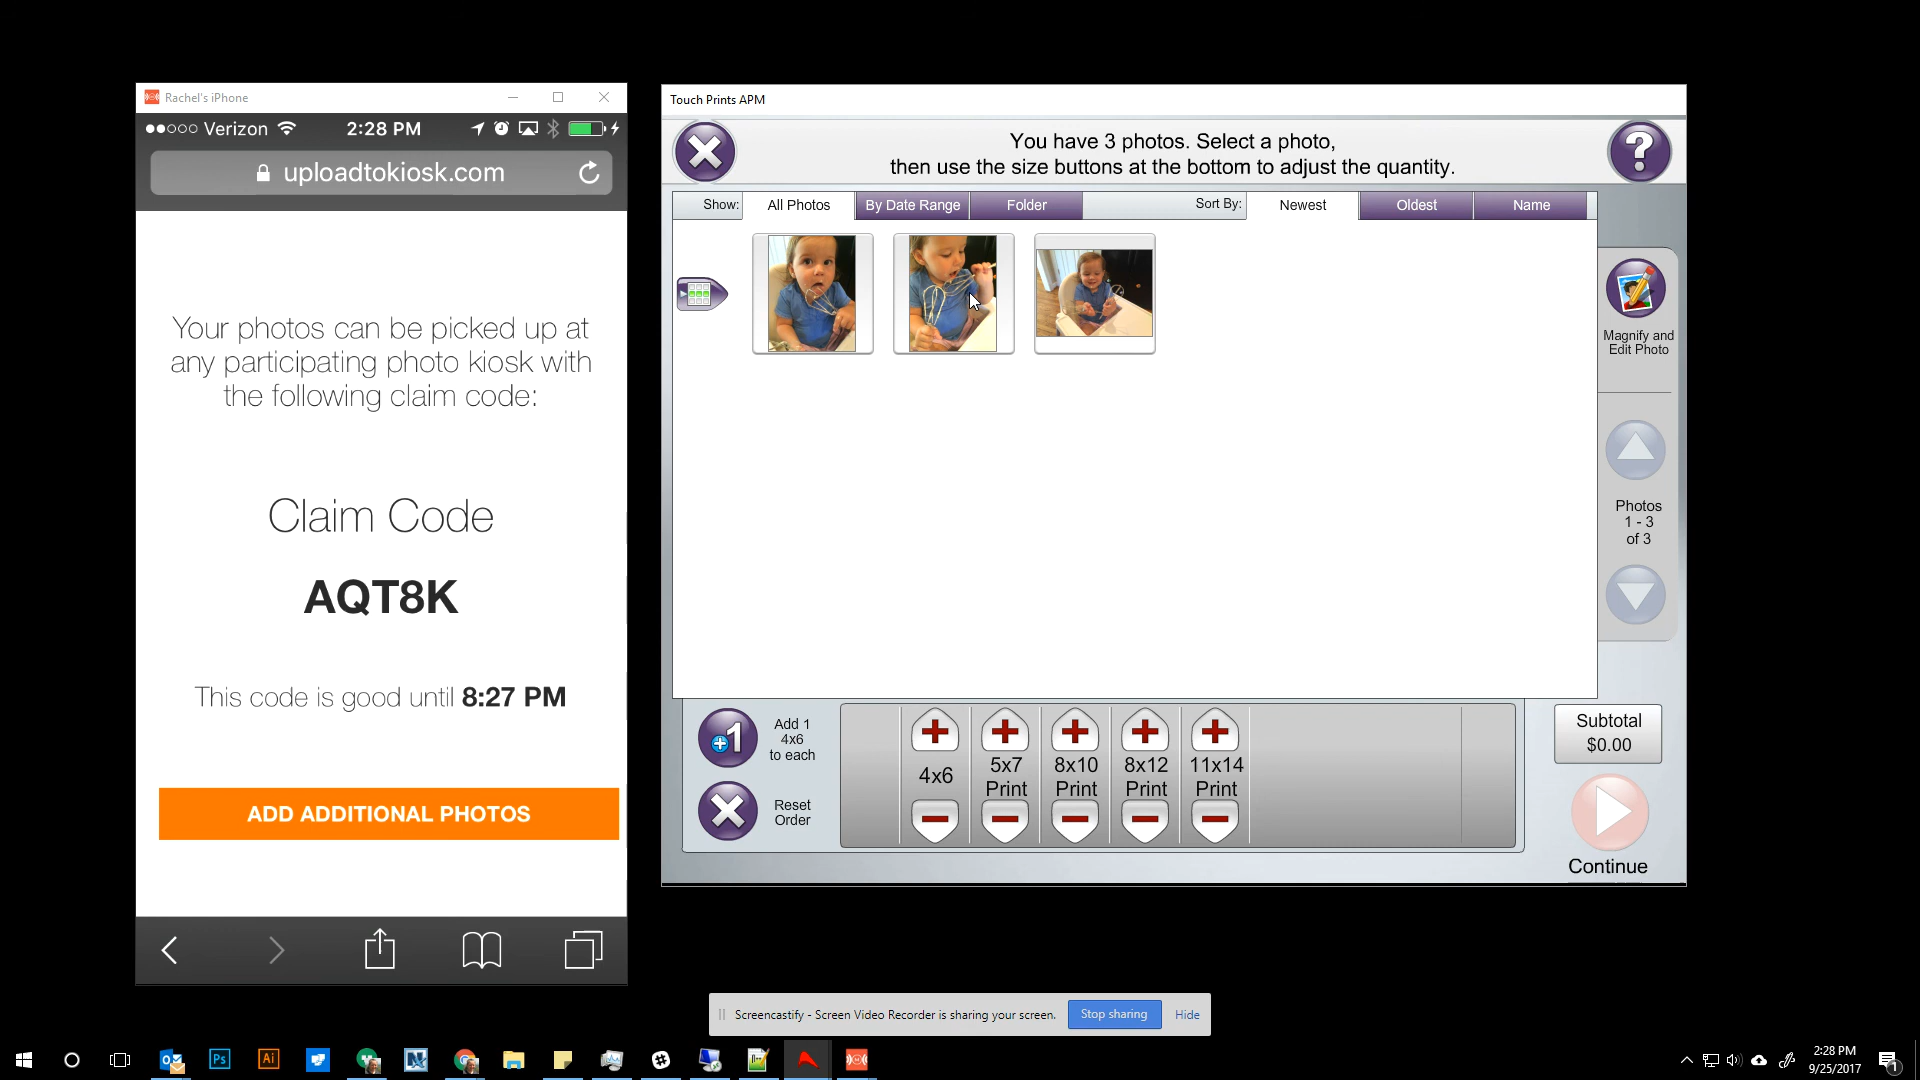 Rachel's iPhone
Verizon
2:28 PM
uploadtokiosk.com
Your photos can be picked up at
any participating photo kiosk with
the following claim code:
Claim Code
AQT8K
This code is good until 8:27 PM
ADD ADDITIONAL PHOTOS
Touch Prints APM
You have 3 photos. Select a photo,
then use the size buttons at the bottom to adjust the quantity.
?
Show:
All Photos
By Date Range
Folder
Sort By:
Newest
Oldest
Name
Magnify and
Edit Photo
Photos
1 - 3
of 3
1
Add 1
4x6
to each
Reset
Order
4x6
5x7
Print
8x10
Print
8x12
Print
11x14
Print
Subtotal
$0.00
Continue
Screencastify - Screen Video Recorder is sharing your screen.
Stop sharing
Hide
Ps
Ai
2:28 PM
9/25/2017
1